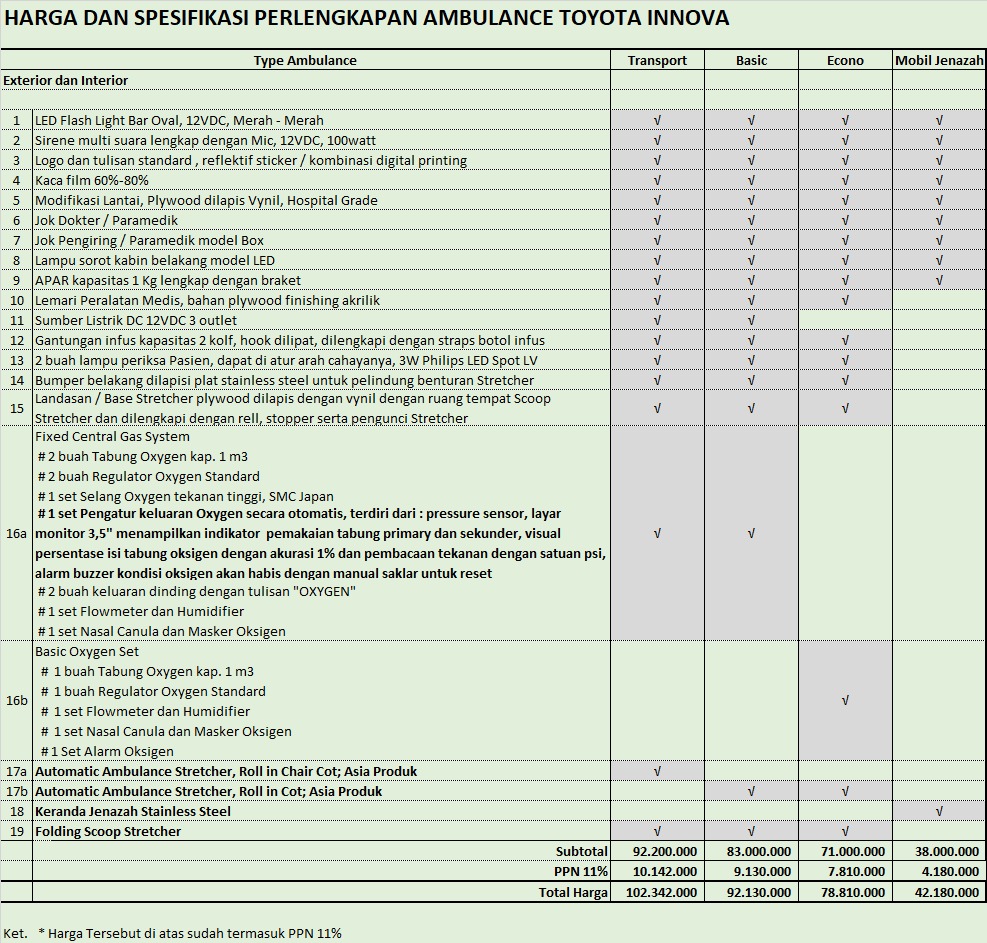 HARGA DAN SPESIFIKASI PERLENGKAPAN AMBULANCE TOYOTA INNOVA
Type Ambulance Transport Basic Econo Mobil Jenazah
Exterior dan Interior
1 LED Flash Light Bar Oval, 12VDC, Merah - Merah √ √ √ √
2 Sirene multi suara lengkap dengan Mic, 12VDC, 100watt √ √ √ √
3 Logo dan tulisan standard , reflektif sticker / kombinasi digital printing √ √ √ √
4 Kaca film 60%-80% √ √ √ √
5 Modifikasi Lantai, Plywood dilapis Vynil, Hospital Grade √ √ √ √
6 Jok Dokter / Paramedik √ √ √ √
7 Jok Pengiring / Paramedik model Box √ √ √ √
8 Lampu sorot kabin belakang model LED √ √ √ √
9 APAR kapasitas 1 Kg lengkap dengan braket √ √ √ √
10 Lemari Peralatan Medis, bahan plywood finishing akrilik √ √ √
11 Sumber Listrik DC 12VDC 3 outlet √ √
12 Gantungan infus kapasitas 2 kolf, hook dilipat, dilengkapi dengan straps botol infus √ √ √
13 2 buah lampu periksa Pasien, dapat di atur arah cahayanya, 3W Philips LED Spot LV √ √ √
14 Bumper belakang dilapisi plat stainless steel untuk pelindung benturan Stretcher √ √ √
15 Landasan / Base Stretcher plywood dilapis dengan vynil dengan ruang tempat Scoop
Stretcher dan dilengkapi dengan rell, stopper serta pengunci Stretcher √ √ √
Fixed Central Gas System
# 2 buah Tabung Oxygen kap. 1 m3
# 2 buah Regulator Oxygen Standard
# 1 set Selang Oxygen tekanan tinggi, SMC Japan
# 1 set Pengatur keluaran Oxygen secara otomatis, terdiri dari : pressure sensor, layar
16a monitor 3,5" menampilkan indikator pemakaian tabung primary dan sekunder, visual √ √
persentase isi tabung oksigen dengan akurasi 1% dan pembacaan tekanan dengan satuan psi,
alarm buzzer kondisi oksigen akan habis dengan manual saklar untuk reset
# 2 buah keluaran dinding dengan tulisan "OXYGEN"
# 1 set Flowmeter dan Humidifier
# 1 set Nasal Canula dan Masker Oksigen
Basic Oxygen Set
# 1 buah Tabung Oxygen kap. 1 m3
# 1 buah Regulator Oxygen Standard
16b # 1 set Flowmeter dan Humidifier √
# 1 set Nasal Canula dan Masker Oksigen
# 1 Set Alarm Oksigen
17a Automatic Ambulance Stretcher, Roll in Chair Cot; Asia Produk √
17b Automatic Ambulance Stretcher, Roll in Cot; Asia Produk √ √
18 Keranda Jenazah Stainless Steel √
19 Folding Scoop Stretcher √ √ √
Subtotal 92.200.000 83.000.000 71.000.000 38.000.000
PPN 11% 10.142.000 9.130.000 7.810.000 4.180.000
Total Harga 102.342.000 92.130.000 78.810.000 42.180.000
Ket. * Harga Tersebut di atas sudah termasuk PPN 11%